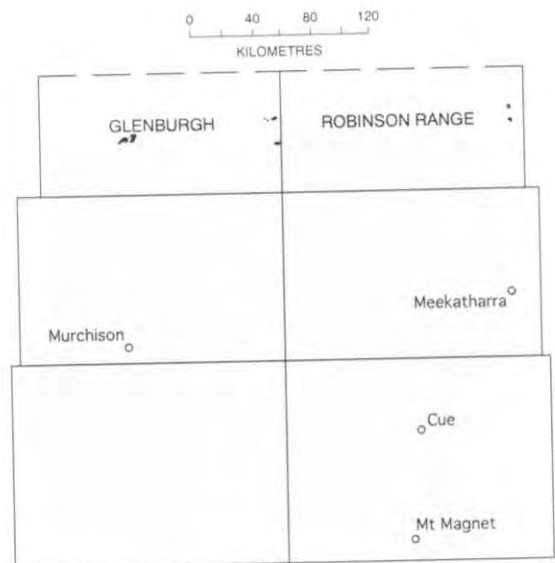 0 40 80 120
KILOMETRES
GLENBURGH
ROBINSON RANGE
Meekatharra
Murchison
Cue
Mt Magnet